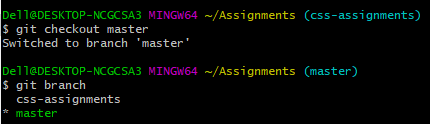 Dell@DESKTOP-NCGCSA3 MINGW64 ~/Assignments (css-assignments)
$ git checkout master
Switched to branch 'master'
Dell@DESKTOP-NCGCSA3 MINGW64 ~/Assignments (master)
$ git branch
  css-assignments
* master